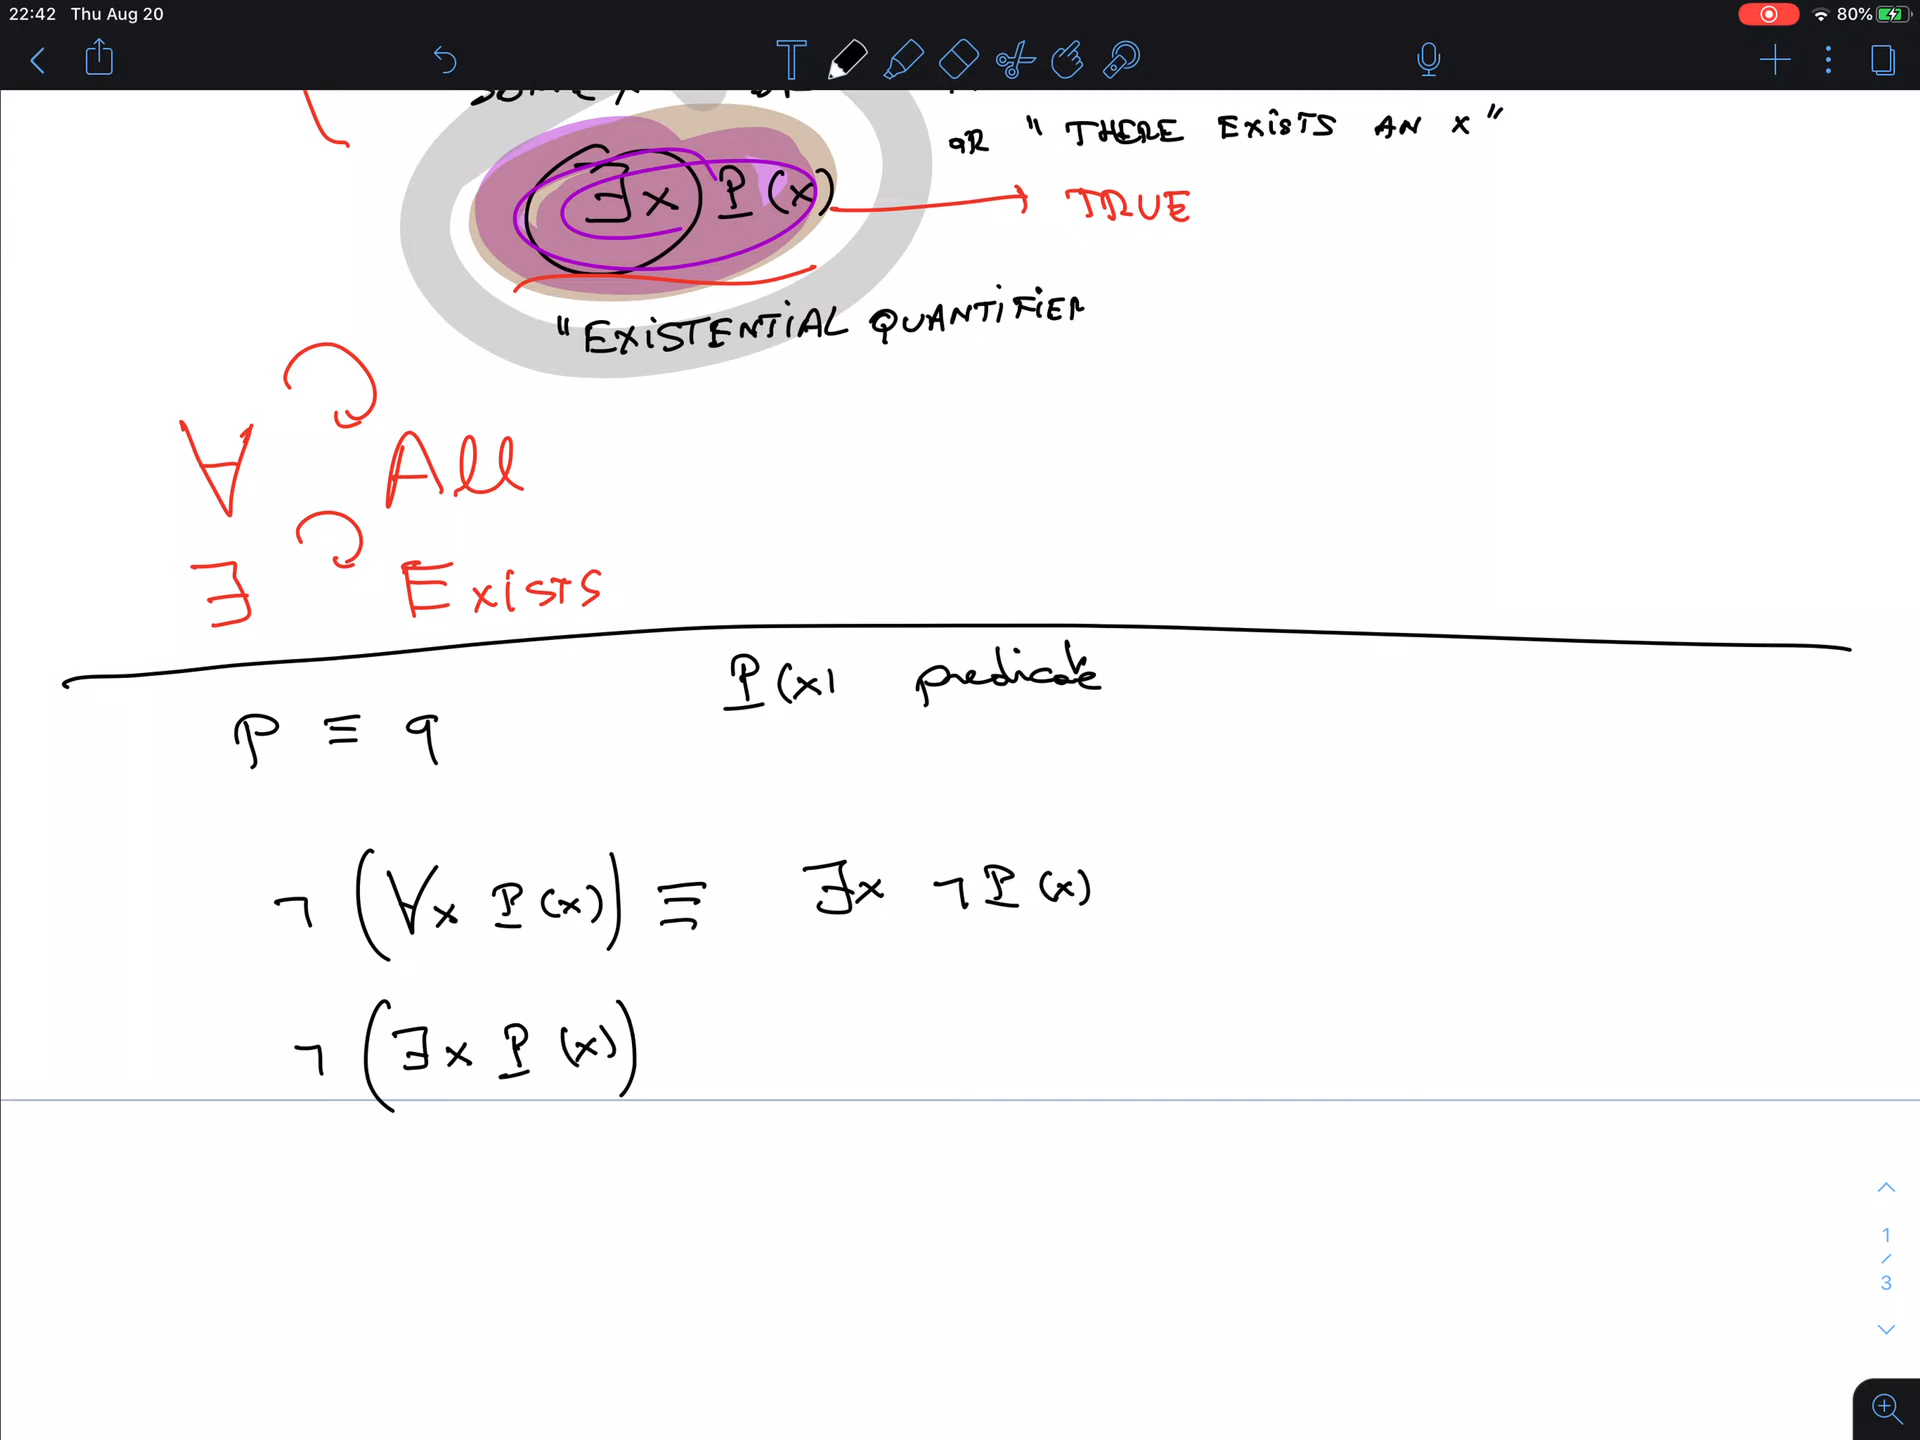 22:42 Thu Aug 20 80%
T
OR "THERE EXISTS AN X"
∃x P(x) → TRUE
"EXISTENTIAL QUANTIFIER
∀ All
∃ Exists
P(x) predicate
p ≡ q
¬(∀x P(x)) ≡ ∃x ¬P(x)
¬(∃x P(x))
1
/
3